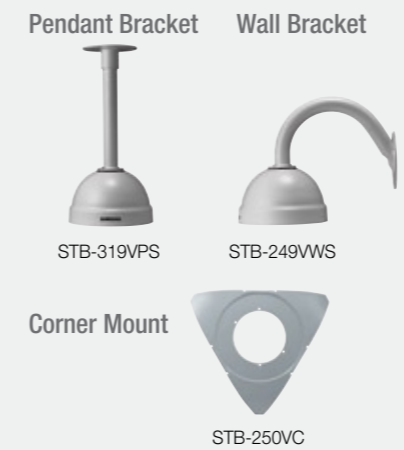 Pendant Bracket
Wall Bracket
STB-319VPS
STB-249VWS
Corner Mount
STB-250VC